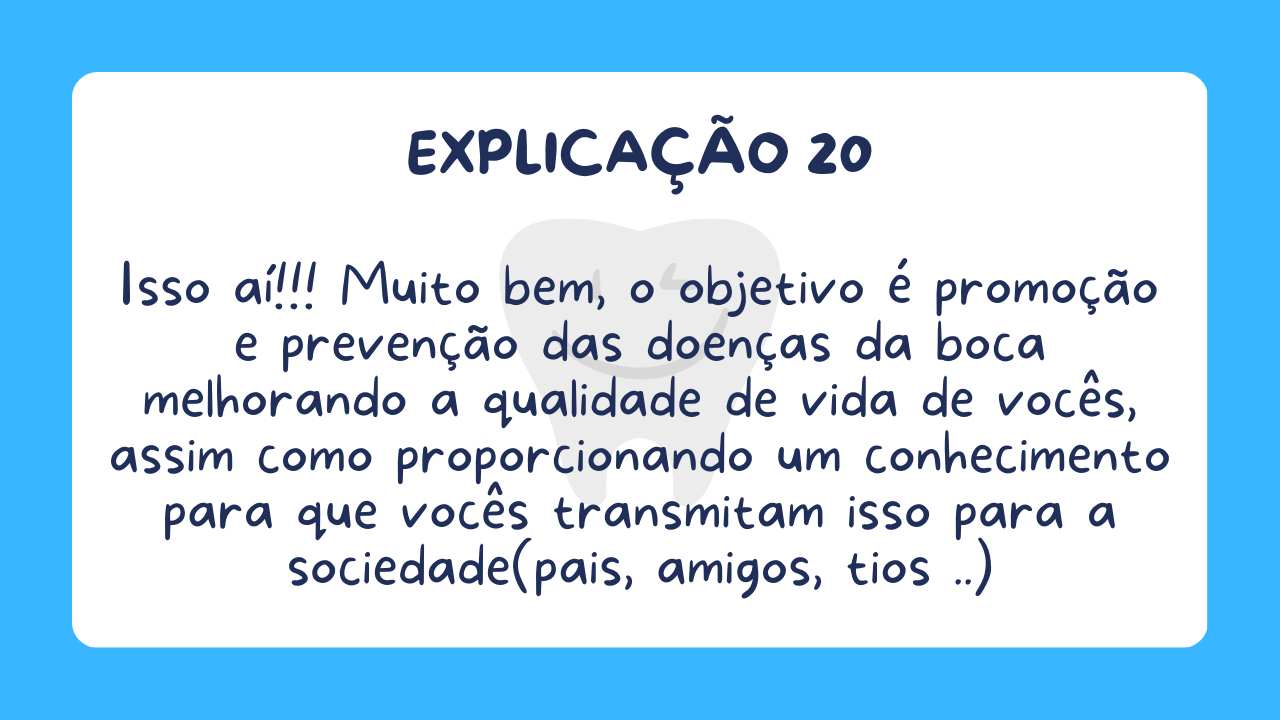 EXPLICAÇÃO 20
Isso aí!!! Muito bem, o objetivo é promoção
e prevenção das doenças da boca
melhorando a qualidade de vida de vocês,
assim como proporcionando um conhecimento
para que vocês transmitam isso para a
sociedade(pais, amigos, tios ..)